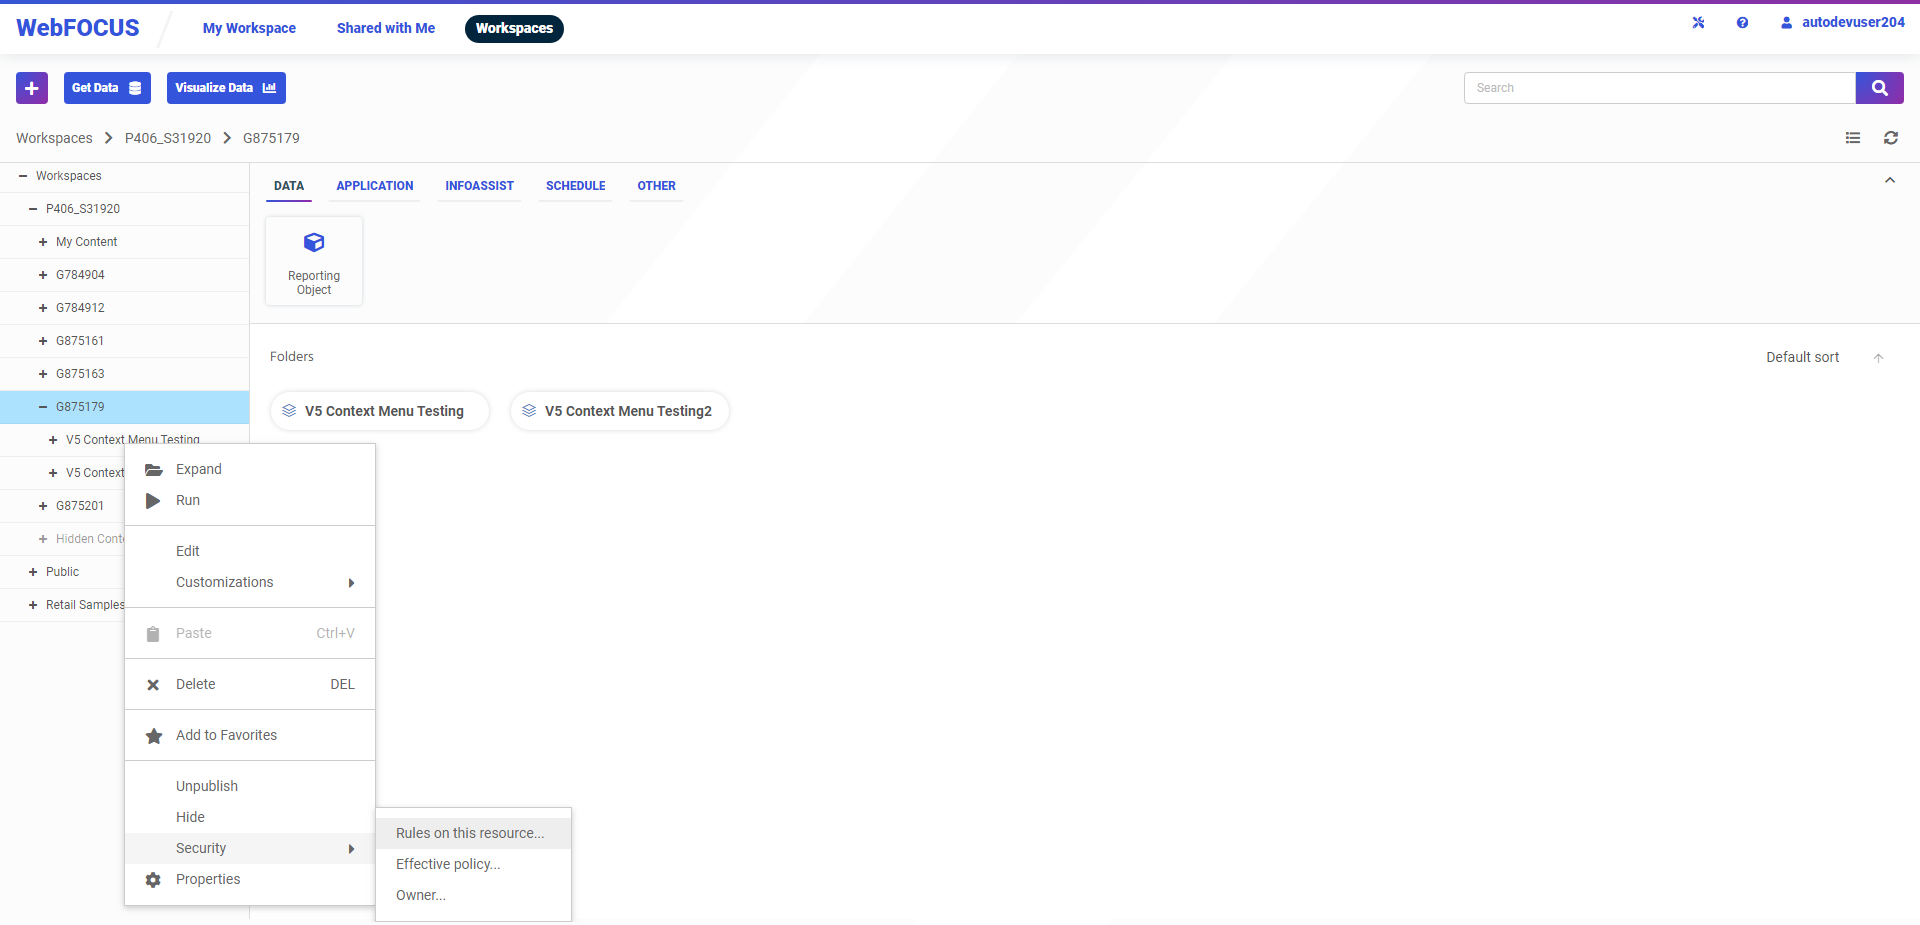 WebFOCUS
My Workspace
Shared with Me
Workspaces
autodevuser204
Get Data
Visualize Data
Search
Workspaces
P406_S31920
G875179
Workspaces
P406_S31920
My Content
G784904
G784912
G875161
G875163
G875179
V5 Context Menu Testing
V5 Context
G875201
Hidden Cont
Public
Retail Samples
DATA
APPLICATION
INFOASSIST
SCHEDULE
OTHER
Reporting
Object
Folders
Default sort
V5 Context Menu Testing
V5 Context Menu Testing2
Expand
Run
Edit
Customizations
Paste Ctrl+V
Delete DEL
Add to Favorites
Unpublish
Hide
Security
Properties
Rules on this resource...
Effective policy...
Owner...